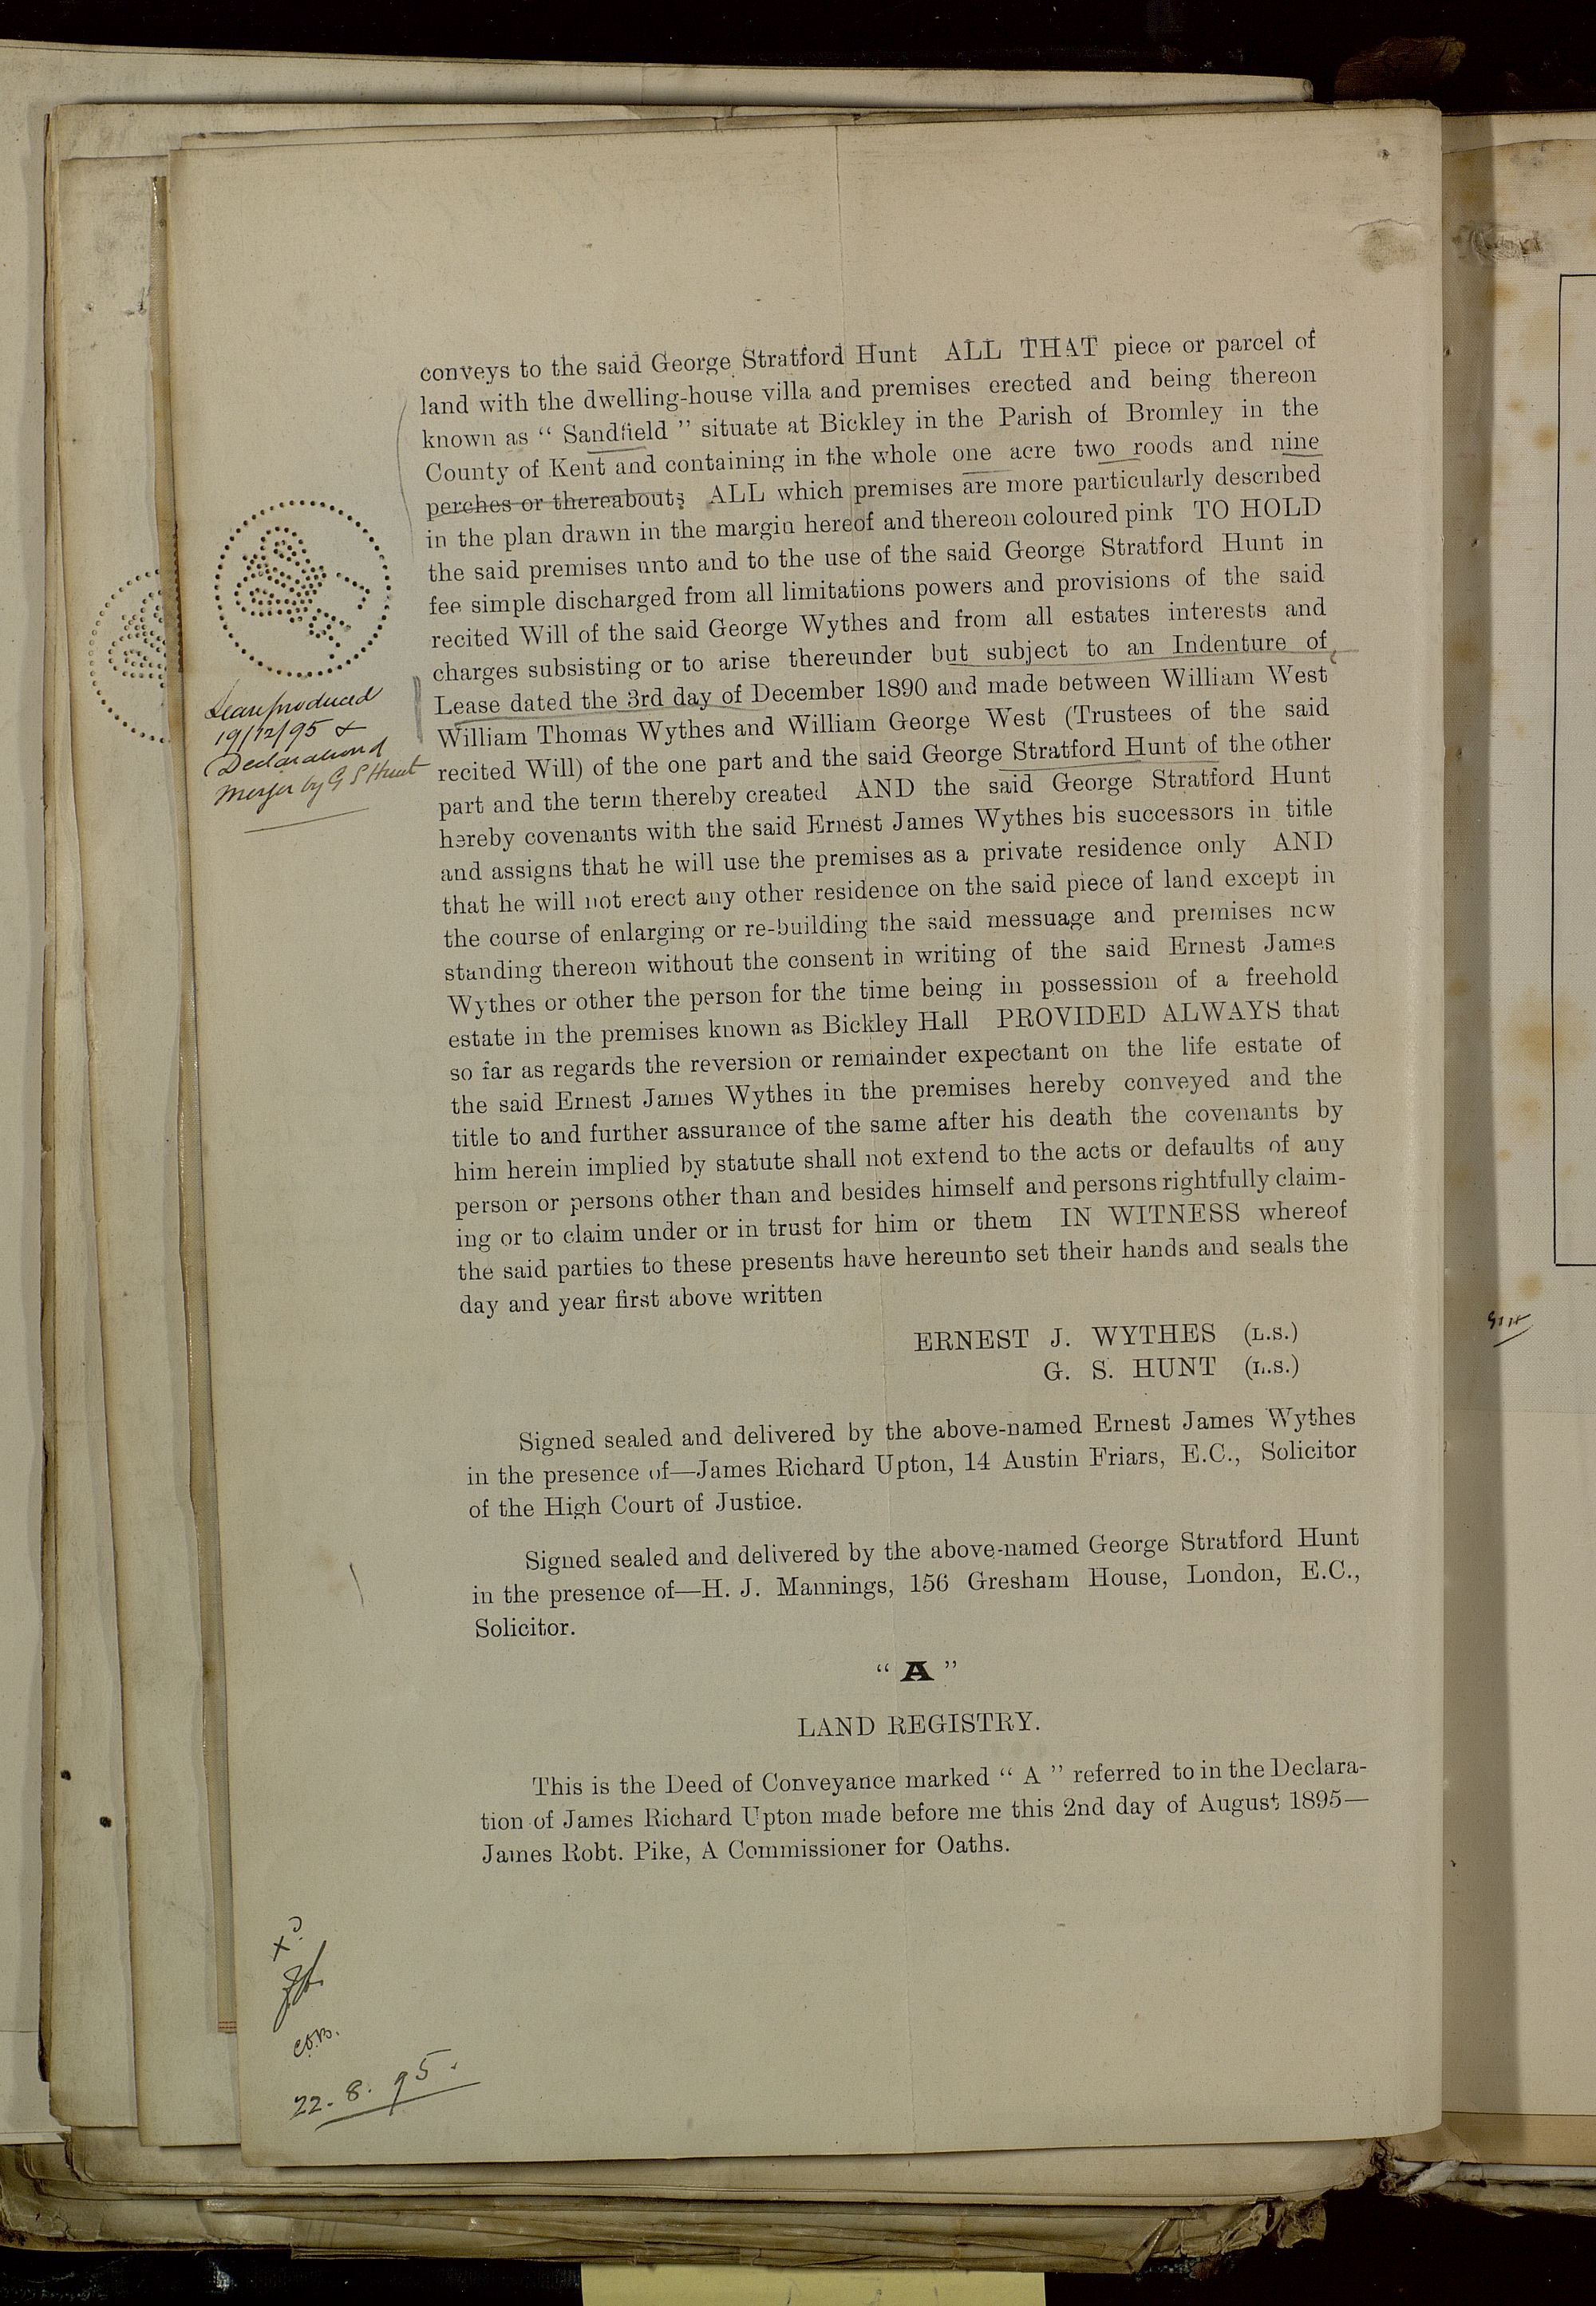 conveys to the said George Stratford Hunt ALL THAT piece or parcel of
land with the dwelling-house villa and premises erected and being thereon
known as “ Sandfield ” situate at Bickley in the Parish of Bromley in the
County of Kent and containing in the whole one acre two roods and nine
perches or thereabouts ALL which premises are more particularly described
in the plan drawn in the margin hereof and thereon coloured pink TO HOLD
the said premises unto and to the use of the said George Stratford Hunt in
fee simple discharged from all limitations powers and provisions of the said
recited Will of the said George Wythes and from all estates interests and
charges subsisting or to arise thereunder but subject to an Indenture of
Lease dated the 3rd day of December 1890 and made between William West
William Thomas Wythes and William George West (Trustees of the said
recited Will) of the one part and the said George Stratford Hunt of the other
part and the term thereby created AND the said George Stratford Hunt
hereby covenants with the said Ernest James Wythes his successors in title
and assigns that he will use the premises as a private residence only AND
that he will not erect any other residence on the said piece of land except in
the course of enlarging or re-building the said messuage and premises now
standing thereon without the consent in writing of the said Ernest James
Wythes or other the person for the time being in possession of a freehold
estate in the premises known as Bickley Hall PROVIDED ALWAYS that
so far as regards the reversion or remainder expectant on the life estate of
the said Ernest James Wythes in the premises hereby conveyed and the
title to and further assurance of the same after his death the covenants by
him herein implied by statute shall not extend to the acts or defaults of any
person or persons other than and besides himself and persons rightfully claim-
ing or to claim under or in trust for him or them IN WITNESS whereof
the said parties to these presents have hereunto set their hands and seals the
day and year first above written
ERNEST J. WYTHES (L.S.)
G. S. HUNT (L.S.)
Signed sealed and delivered by the above-named Ernest James Wythes
in the presence of—James Richard Upton, 14 Austin Friars, E.C., Solicitor
of the High Court of Justice.
Signed sealed and delivered by the above-named George Stratford Hunt
in the presence of—H. J. Mannings, 156 Gresham House, London, E.C.,
Solicitor.
“ A ”
LAND REGISTRY.
This is the Deed of Conveyance marked “ A ” referred to in the Declara-
tion of James Richard Upton made before me this 2nd day of August 1895—
James Robt. Pike, A Commissioner for Oaths.
Lease produced
19/12/95 &
Declaration of
merger by G S Hunt
22. 8. 95.